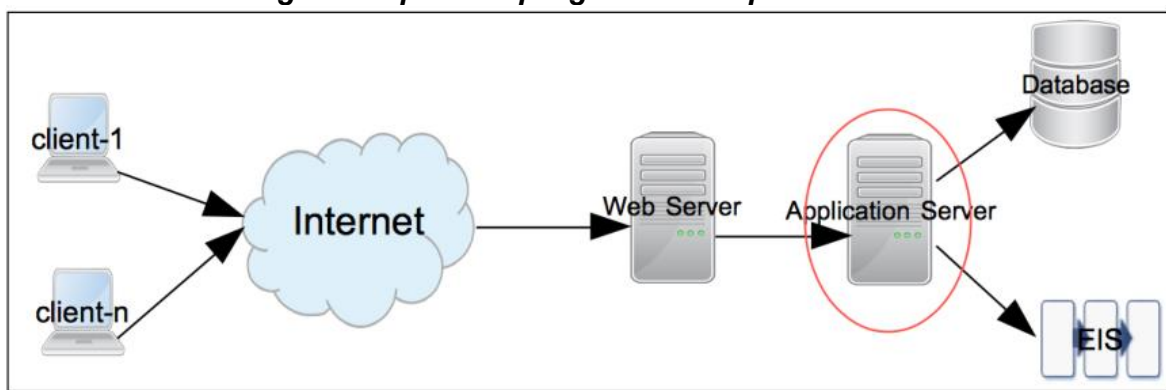 client-1
client-n
Internet
Web Server
Application Server
Database
EIS